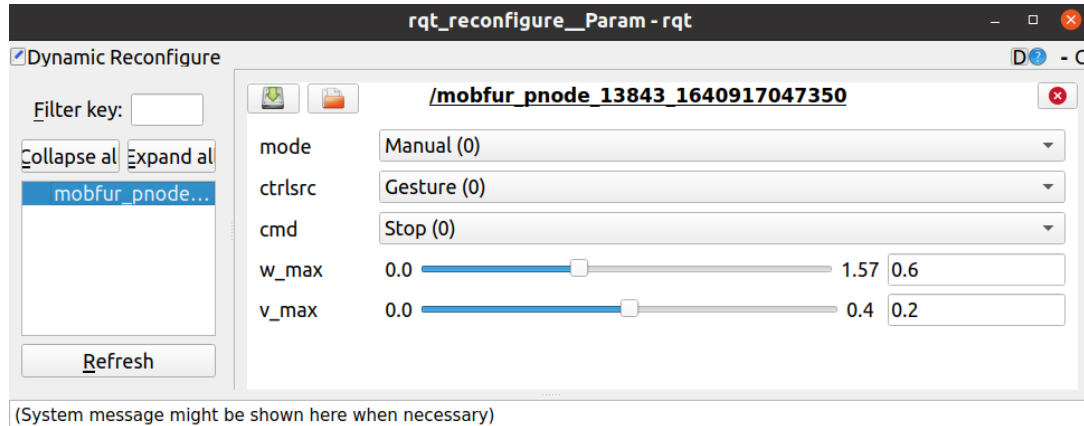 rqt_reconfigure__Param - rqt
Dynamic Reconfigure
D? - C
Filter key:
Collapse al Expand al
mobfur_pnode...
Refresh
/mobfur_pnode_13843_1640917047350
mode Manual (0)
ctrlsrc Gesture (0)
cmd Stop (0)
w_max 0.0 1.57 0.6
v_max 0.0 0.4 0.2
(System message might be shown here when necessary)